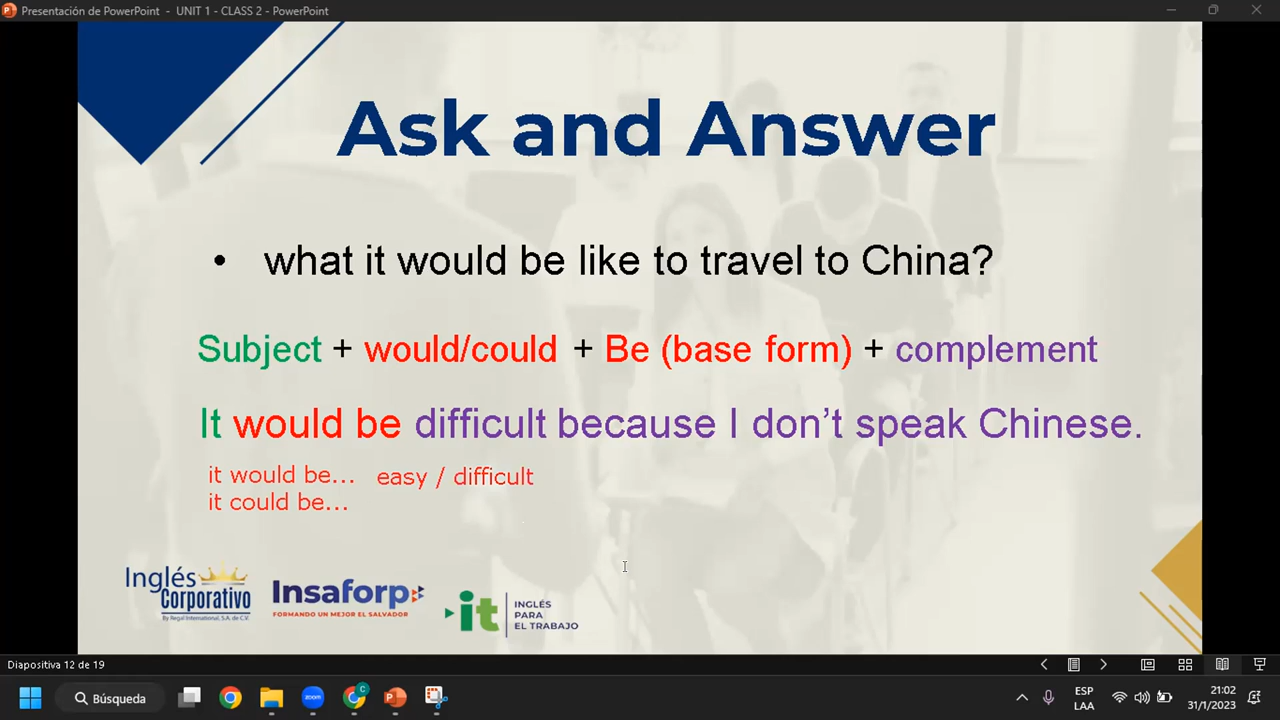 Presentación de PowerPoint - UNIT 1 - CLASS 2 - PowerPoint
Ask and Answer
• what it would be like to travel to China?
Subject + would/could + Be (base form) + complement
It would be difficult because I don’t speak Chinese.
it would be... easy / difficult
it could be...
Inglés
Corporativo
By Regal International, S.A. de C.V.
Insaforp
FORMANDO UN MEJOR EL SALVADOR
it
INGLÉS
PARA
EL TRABAJO
Diapositiva 12 de 19
Búsqueda
ESP
LAA
21:02
31/1/2023